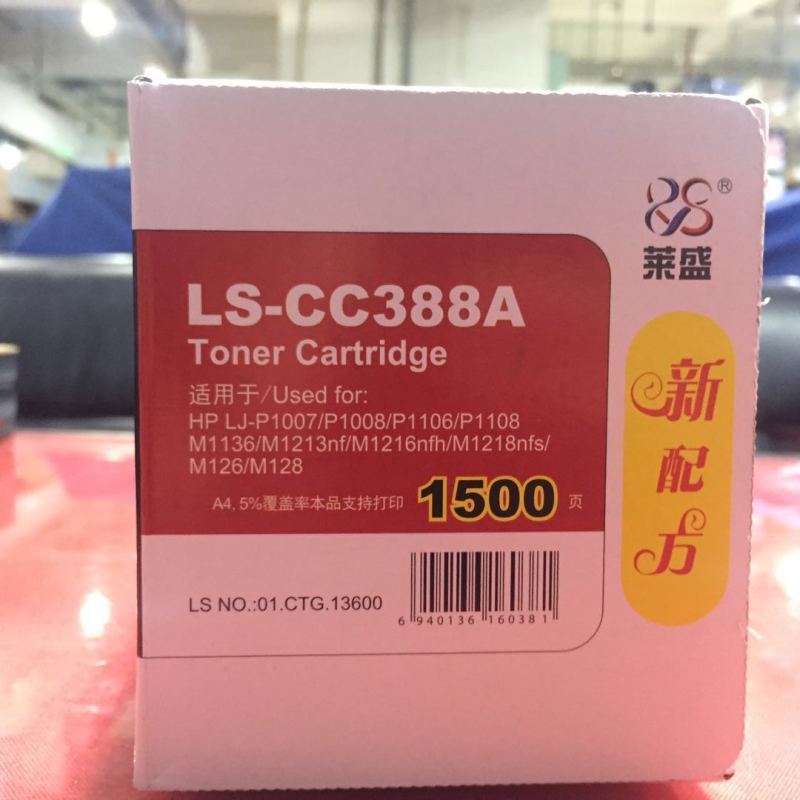 LS-CC388A
Toner Cartridge
适用于/Used for:
HP LJ-P1007/P1008/P1106/P1108
M1136/M1213nf/M1216nfh/M1218nfs/
M126/M128
A4, 5%覆盖率本品支持打印 1500 页
LS NO.:01.CTG.13600
6 940136 160381
®
莱盛
新
配
方